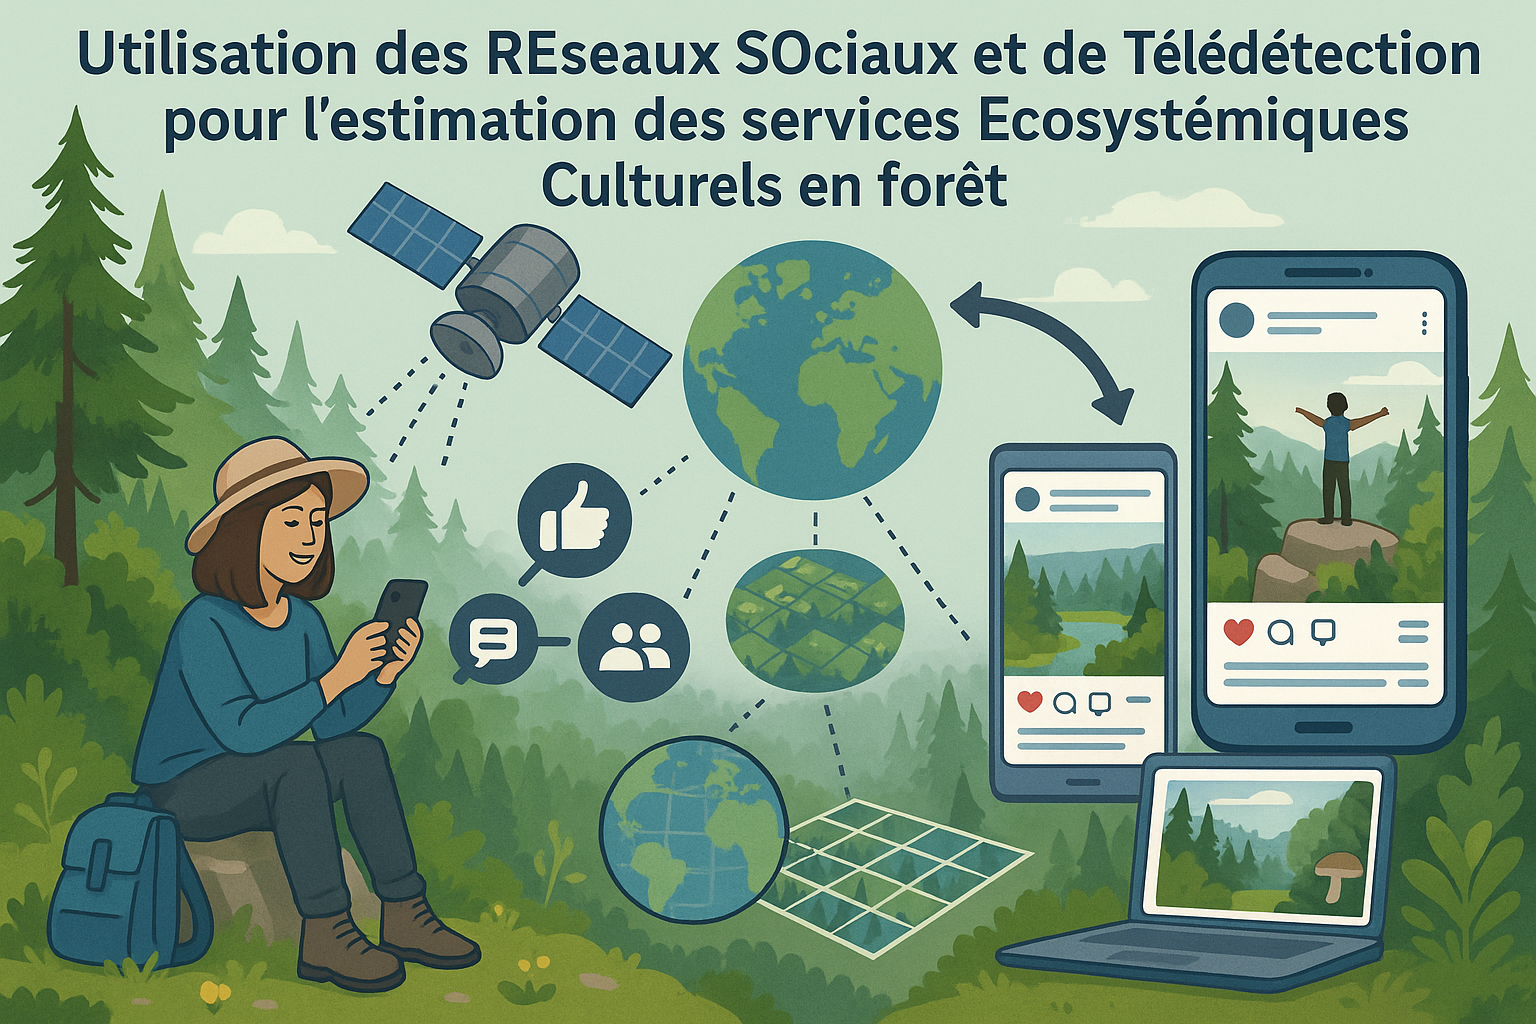 Utilisation des REseaux SOciaux et de Télédétection
pour l'estimation des services Ecosystémiques
Culturels en forêt